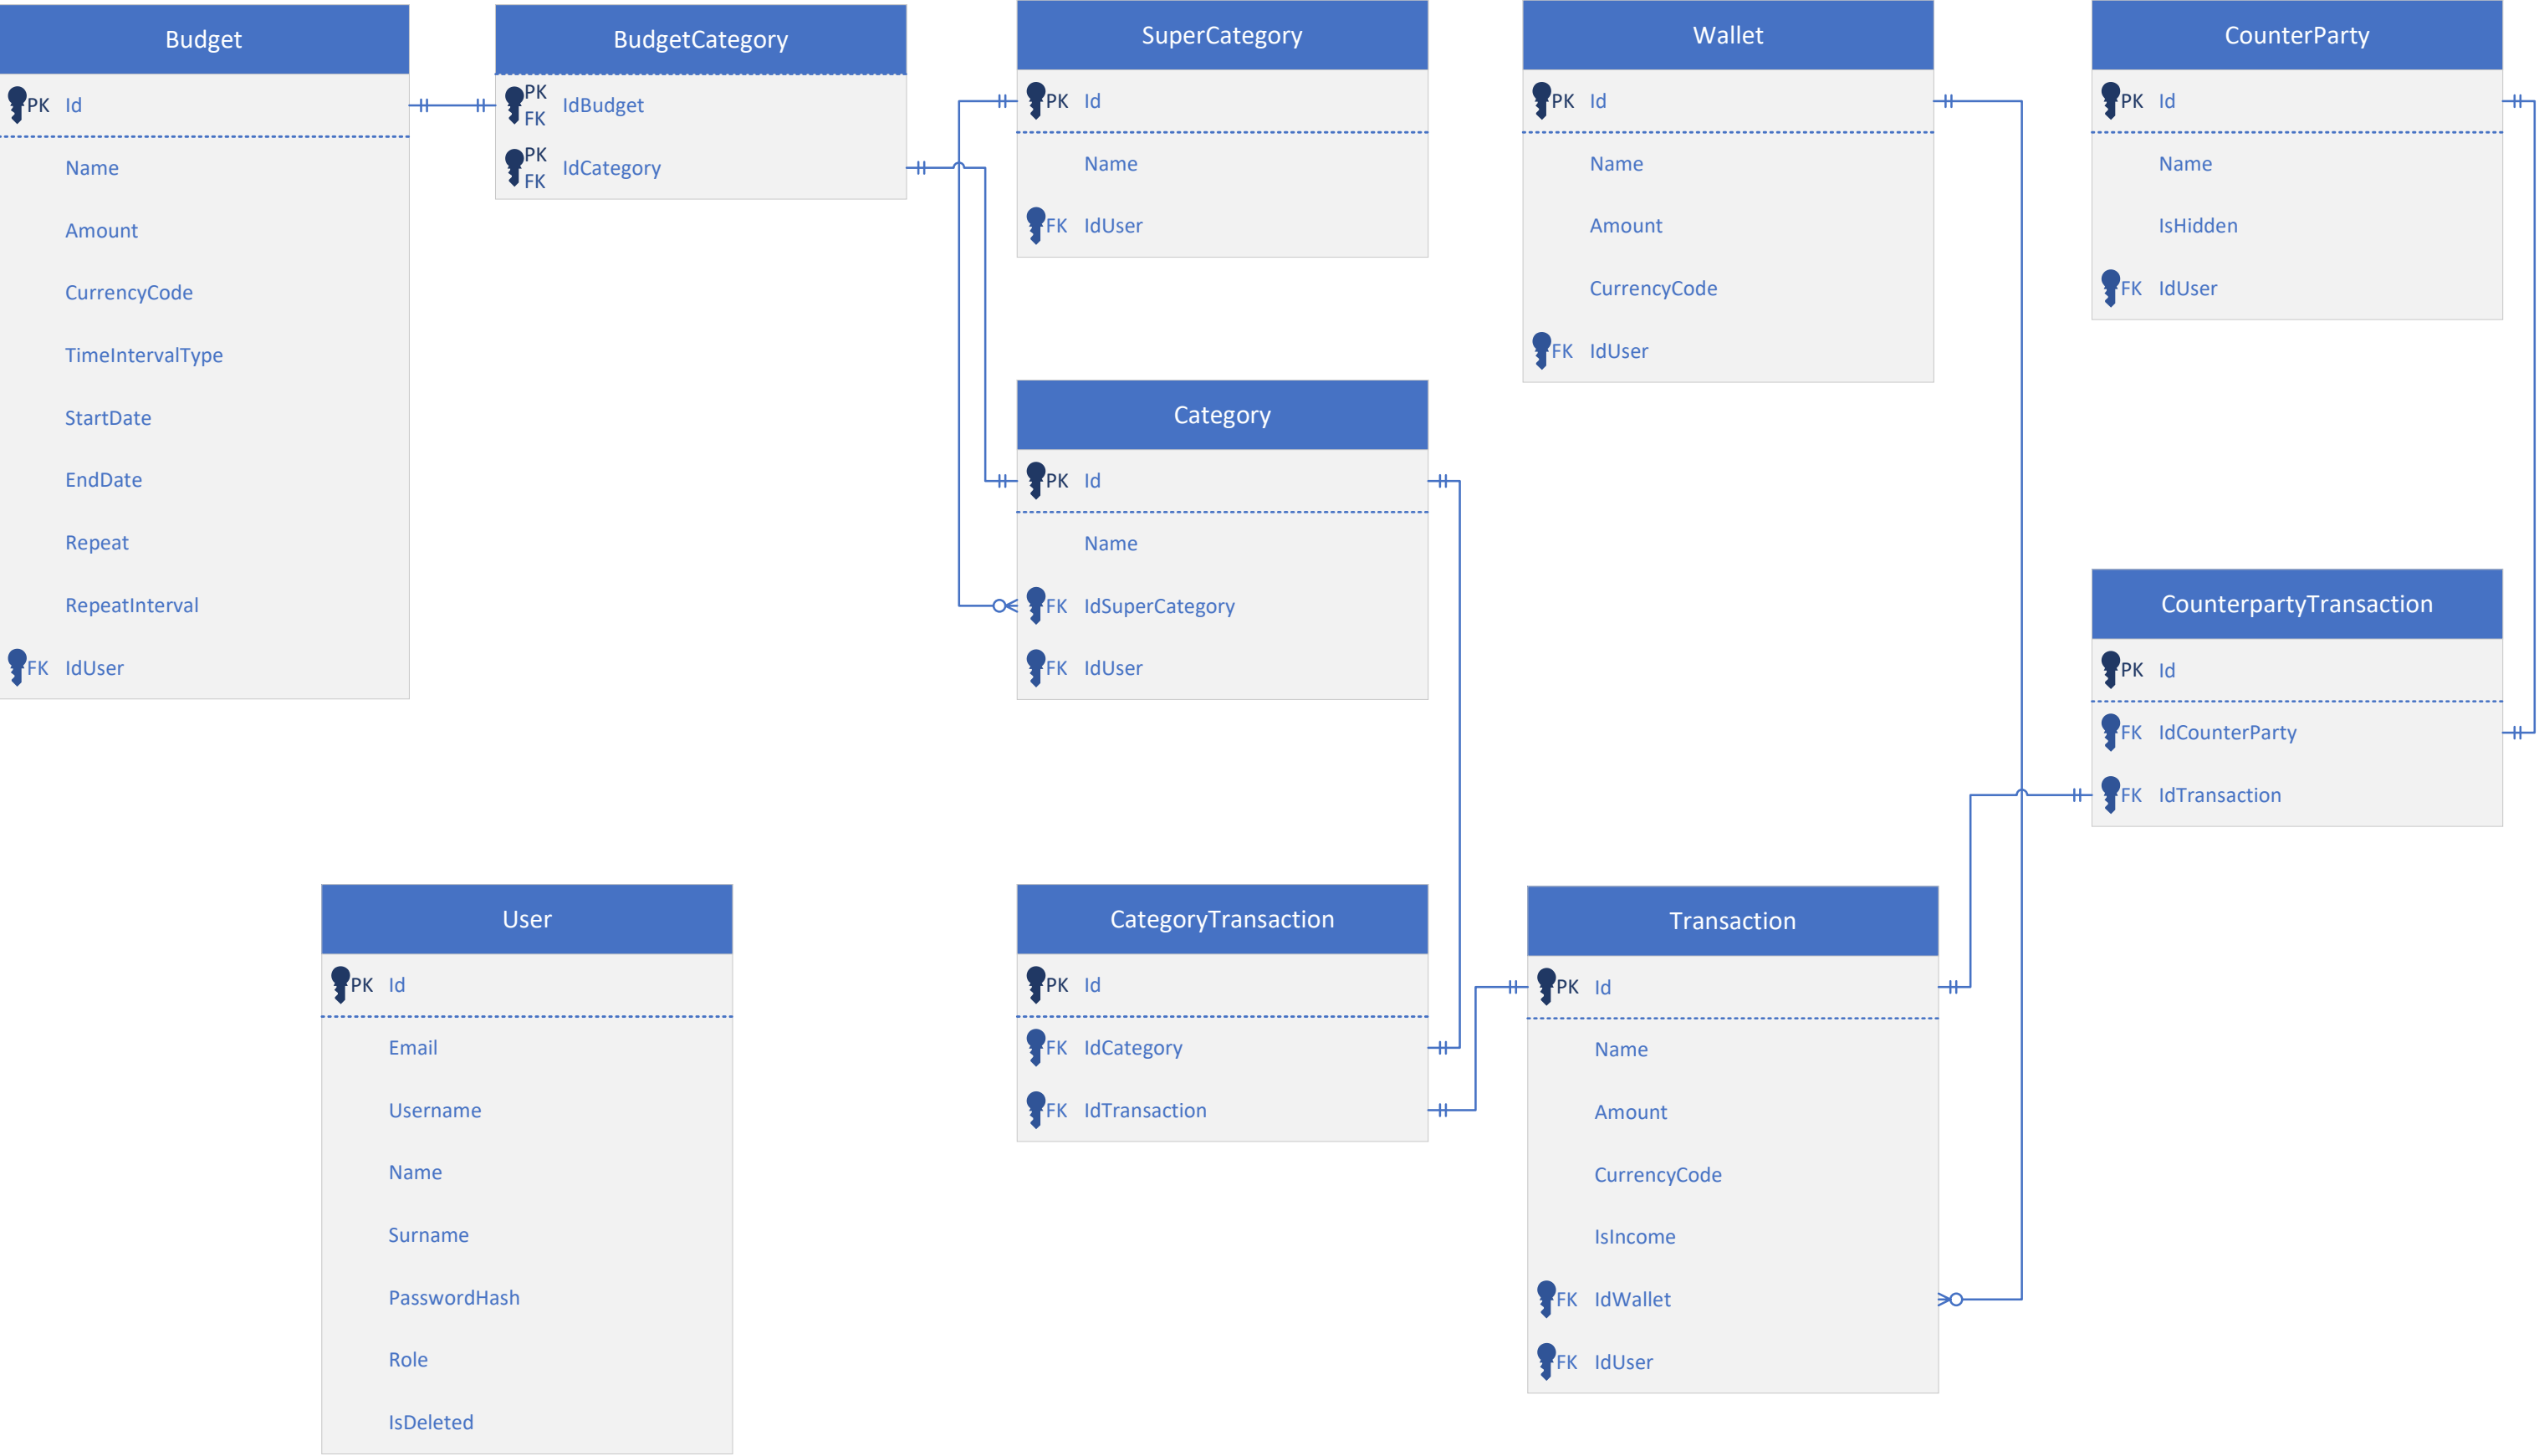 Budget
PK Id
Name
Amount
CurrencyCode
TimeIntervalType
StartDate
EndDate
Repeat
RepeatInterval
FK IdUser
BudgetCategory
PK
FK
IdBudget
PK
FK
IdCategory
SuperCategory
PK Id
Name
FK IdUser
Wallet
PK Id
Name
Amount
CurrencyCode
FK IdUser
CounterParty
PK Id
Name
IsHidden
FK IdUser
Category
PK Id
Name
FK IdSuperCategory
FK IdUser
CounterpartyTransaction
PK Id
FK IdCounterParty
FK IdTransaction
User
PK Id
Email
Username
Name
Surname
PasswordHash
Role
IsDeleted
CategoryTransaction
PK Id
FK IdCategory
FK IdTransaction
Transaction
PK Id
Name
Amount
CurrencyCode
IsIncome
FK IdWallet
FK IdUser